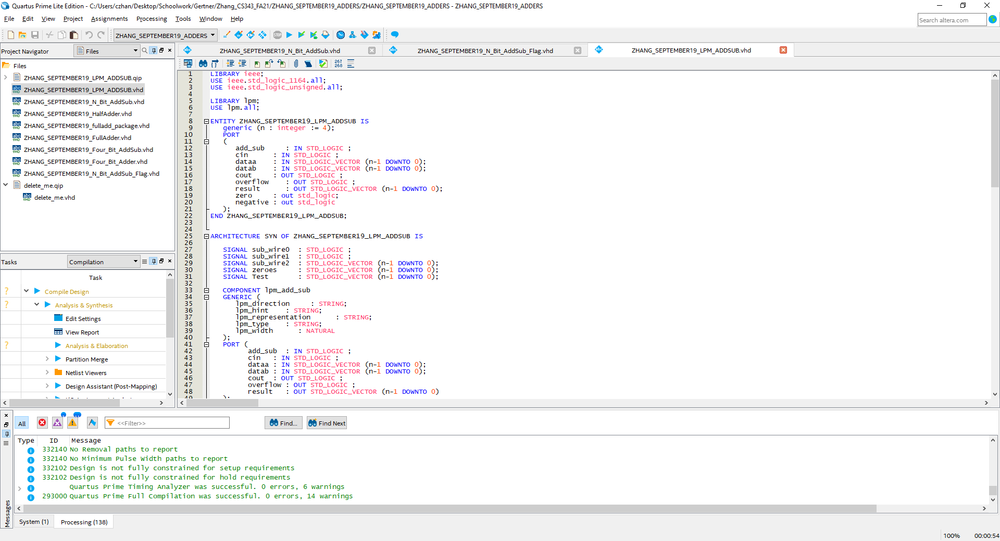 Quartus Prime Lite Edition - C:/Users/czhan/Desktop/Schoolwork/Gertner/Zhang_CS343_FA21/ZHANG_SEPTEMBER19_ADDERS/ZHANG_SEPTEMBER19_ADDERS - ZHANG_SEPTEMBER19_ADDERS
File Edit View Project Assignments Processing Tools Window Help
Search altera.com
ZHANG_SEPTEMBER19_ADDERS
STOP
Project Navigator
Files
Files
ZHANG_SEPTEMBER19_LPM_ADDSUB.qip
ZHANG_SEPTEMBER19_LPM_ADDSUB.vhd
ZHANG_SEPTEMBER19_N_Bit_AddSub.vhd
ZHANG_SEPTEMBER19_HalfAdder.vhd
ZHANG_SEPTEMBER19_fulladd_package.vhd
ZHANG_SEPTEMBER19_FullAdder.vhd
ZHANG_SEPTEMBER19_Four_Bit_AddSub.vhd
ZHANG_SEPTEMBER19_Four_Bit_Adder.vhd
ZHANG_SEPTEMBER19_N_Bit_AddSub_Flag.vhd
delete_me.qip
delete_me.vhd
Tasks
Compilation
Task
Compile Design
Analysis & Synthesis
Edit Settings
View Report
Analysis & Elaboration
Partition Merge
Netlist Viewers
Design Assistant (Post-Mapping)
ZHANG_SEPTEMBER19_N_Bit_AddSub.vhd
ZHANG_SEPTEMBER19_N_Bit_AddSub_Flag.vhd
ZHANG_SEPTEMBER19_LPM_ADDSUB.vhd
267
268
1 LIBRARY ieee;
2 USE ieee.std_logic_1164.all;
3 USE ieee.std_logic_unsigned.all;
4
5 LIBRARY lpm;
6 USE lpm.all;
7
8 ENTITY ZHANG_SEPTEMBER19_LPM_ADDSUB IS
9 generic (n : integer := 4);
10 PORT
11 (
12 add_sub : IN STD_LOGIC ;
13 cin : IN STD_LOGIC ;
14 dataa : IN STD_LOGIC_VECTOR (n-1 DOWNTO 0);
15 datab : IN STD_LOGIC_VECTOR (n-1 DOWNTO 0);
16 cout : OUT STD_LOGIC ;
17 overflow : OUT STD_LOGIC ;
18 result : OUT STD_LOGIC_VECTOR (n-1 DOWNTO 0);
19 zero : out std_logic;
20 negative : out std_logic
21 );
22 END ZHANG_SEPTEMBER19_LPM_ADDSUB;
23
24
25 ARCHITECTURE SYN OF ZHANG_SEPTEMBER19_LPM_ADDSUB IS
26
27 SIGNAL sub_wire0 : STD_LOGIC ;
28 SIGNAL sub_wire1 : STD_LOGIC ;
29 SIGNAL sub_wire2 : STD_LOGIC_VECTOR (n-1 DOWNTO 0);
30 SIGNAL zeroes : STD_LOGIC_VECTOR (n-1 DOWNTO 0);
31 SIGNAL Test : STD_LOGIC_VECTOR (n-1 DOWNTO 0);
32
33 COMPONENT lpm_add_sub
34 GENERIC (
35 lpm_direction : STRING;
36 lpm_hint : STRING;
37 lpm_representation : STRING;
38 lpm_type : STRING;
39 lpm_width : NATURAL
40 );
41 PORT (
42 add_sub : IN STD_LOGIC ;
43 cin : IN STD_LOGIC ;
44 dataa : IN STD_LOGIC_VECTOR (n-1 DOWNTO 0);
45 datab : IN STD_LOGIC_VECTOR (n-1 DOWNTO 0);
46 cout : OUT STD_LOGIC ;
47 overflow : OUT STD_LOGIC ;
48 result : OUT STD_LOGIC_VECTOR (n-1 DOWNTO 0)
49 );
All
<<Filter>>
Find...
Find Next
Type ID Message
332140 No Removal paths to report
332140 No Minimum Pulse Width paths to report
332102 Design is not fully constrained for setup requirements
332102 Design is not fully constrained for hold requirements
Quartus Prime Timing Analyzer was successful. 0 errors, 6 warnings
293000 Quartus Prime Full Compilation was successful. 0 errors, 14 warnings
Messages
System (1)
Processing (138)
100% 00:00:54